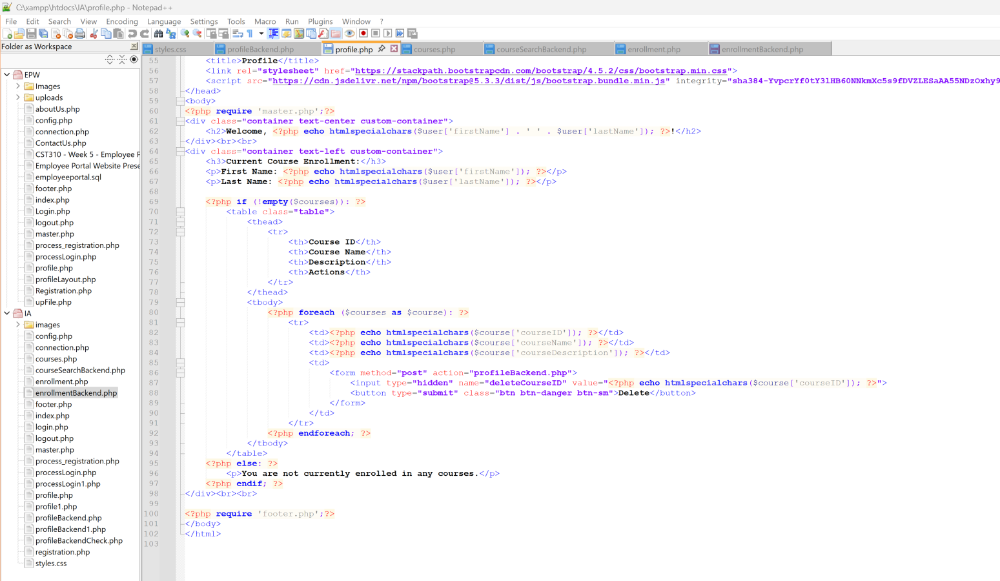 C:\xampp\htdocs\IA\profile.php - Notepad++
File Edit Search View Encoding Language Settings Tools Macro Run Plugins Window ?
Folder as Workspace
EPW
Images
uploads
aboutUs.php
config.php
connection.php
ContactUs.php
CST310 - Week 5 - Employee P
Employee Portal Website Prese
employeeportal.sql
footer.php
index.php
Login.php
logout.php
master.php
process_registration.php
processLogin.php
profile.php
profileLayout.php
Registration.php
upFile.php
IA
images
config.php
connection.php
courses.php
courseSearchBackend.php
enrollment.php
enrollmentBackend.php
footer.php
index.php
login.php
logout.php
master.php
process_registration.php
processLogin.php
processLogin1.php
profile.php
profile1.php
profileBackend.php
profileBackend1.php
profileBackendCheck.php
registration.php
styles.css
styles.css profileBackend.php profile.php courses.php courseSearchBackend.php enrollment.php enrollmentBackend.php
55 <title>Profile</title>
56 <link rel="stylesheet" href="https://stackpath.bootstrapcdn.com/bootstrap/4.5.2/css/bootstrap.min.css">
57 <script src="https://cdn.jsdelivr.net/npm/bootstrap@5.3.3/dist/js/bootstrap.bundle.min.js" integrity="sha384-YvpcrYf0tY3lHB60NNkmXc5s9fDVZLESaAA55NDzOxhy9
58 </head>
59 <body>
60 <?php require 'master.php';?>
61 <div class="container text-center custom-container">
62 <h2>Welcome, <?php echo htmlspecialchars($user['firstName'] . ' ' . $user['lastName']); ?>!</h2>
63 </div><br><br>
64 <div class="container text-left custom-container">
65 <h3>Current Course Enrollment:</h3>
66 <p>First Name: <?php echo htmlspecialchars($user['firstName']); ?></p>
67 <p>Last Name: <?php echo htmlspecialchars($user['lastName']); ?></p>
68
69 <?php if (!empty($courses)): ?>
70 <table class="table">
71 <thead>
72 <tr>
73 <th>Course ID</th>
74 <th>Course Name</th>
75 <th>Description</th>
76 <th>Actions</th>
77 </tr>
78 </thead>
79 <tbody>
80 <?php foreach ($courses as $course): ?>
81 <tr>
82 <td><?php echo htmlspecialchars($course['courseID']); ?></td>
83 <td><?php echo htmlspecialchars($course['courseName']); ?></td>
84 <td><?php echo htmlspecialchars($course['courseDescription']); ?></td>
85 <td>
86 <form method="post" action="profileBackend.php">
87 <input type="hidden" name="deleteCourseID" value="<?php echo htmlspecialchars($course['courseID']); ?>">
88 <button type="submit" class="btn btn-danger btn-sm">Delete</button>
89 </form>
90 </td>
91 </tr>
92 <?php endforeach; ?>
93 </tbody>
94 </table>
95 <?php else: ?>
96 <p>You are not currently enrolled in any courses.</p>
97 <?php endif; ?>
98 </div><br><br>
99
100 <?php require 'footer.php';?>
101 </body>
102 </html>
103